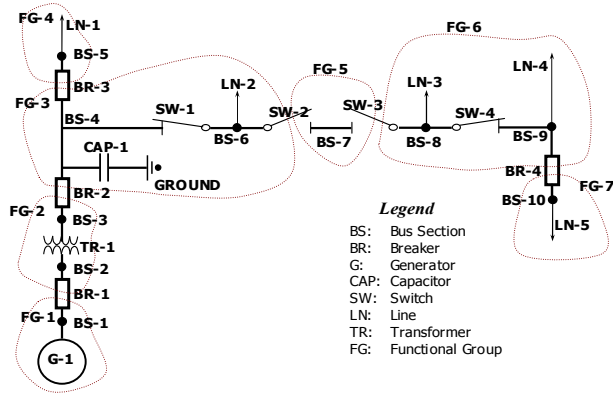 FG-4
LN-1
BS-5
BR-3
FG-3
BS-4
SW-1
LN-2
BS-6
SW-2
FG-5
BS-7
SW-3
LN-3
BS-8
FG-6
SW-4
LN-4
BS-9
CAP-1
GROUND
BR-2
FG-2
BS-3
TR-1
BS-2
BR-1
FG-1
BS-1
G-1
BR-4
FG-7
BS-10
LN-5
Legend
BS: Bus Section
BR: Breaker
G: Generator
CAP: Capacitor
SW: Switch
LN: Line
TR: Transformer
FG: Functional Group